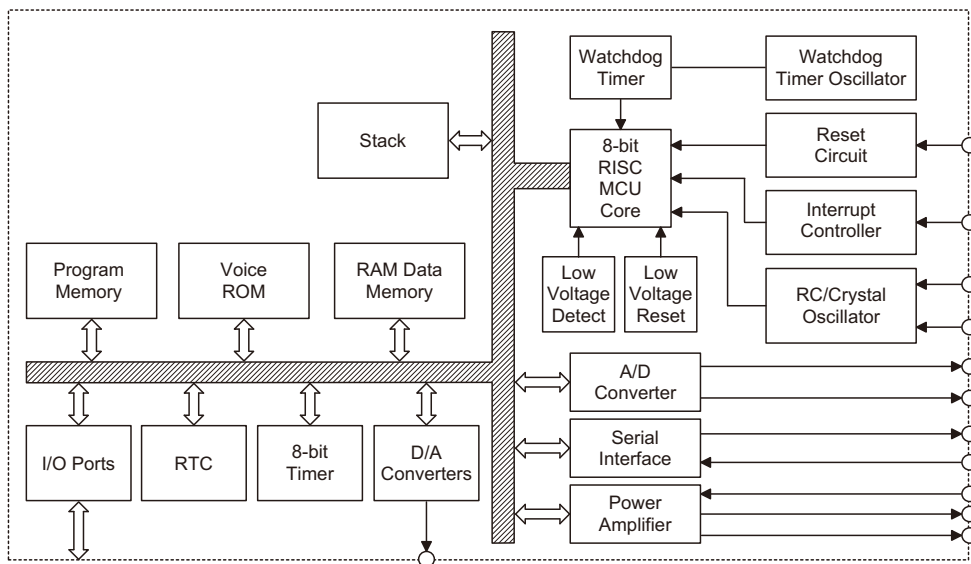 Watchdog
Timer
Watchdog
Timer Oscillator
Stack
8-bit
RISC
MCU
Core
Reset
Circuit
Interrupt
Controller
Program
Memory
Voice
ROM
RAM Data
Memory
Low
Voltage
Detect
Low
Voltage
Reset
RC/Crystal
Oscillator
A/D
Converter
I/O Ports
RTC
8-bit
Timer
D/A
Converters
Serial
Interface
Power
Amplifier